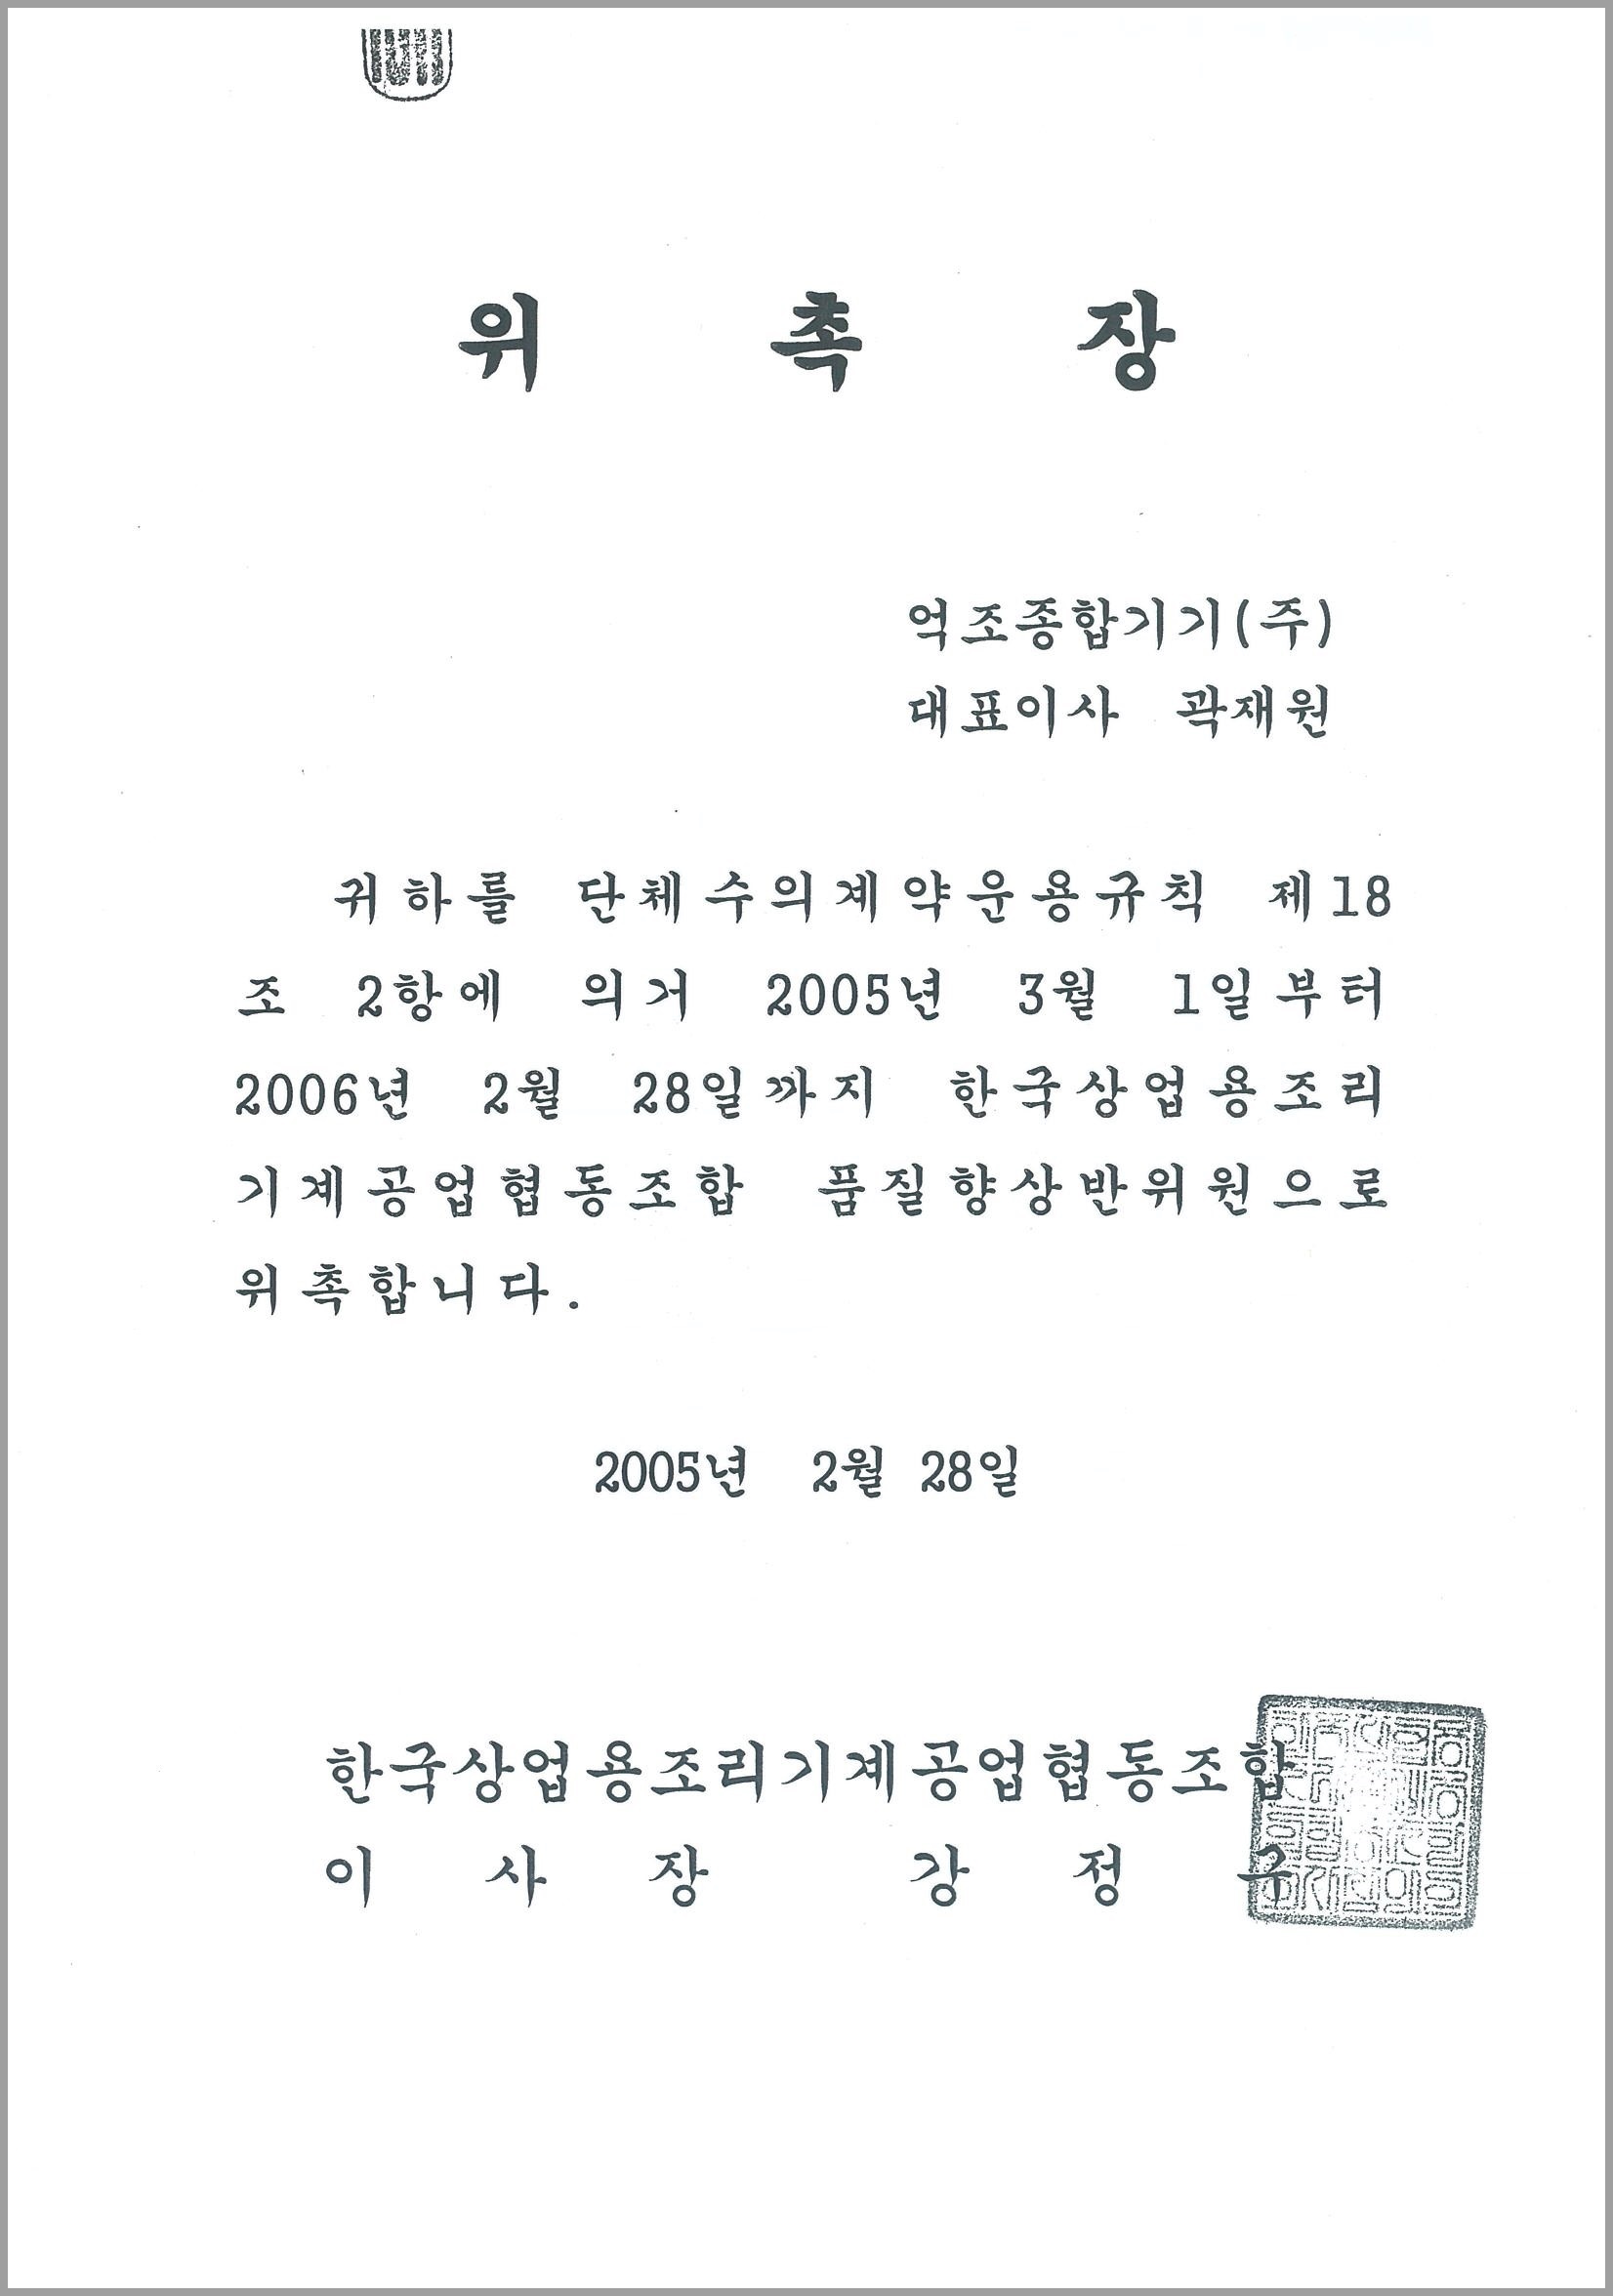 위 촉 장
억조종합기기(주)
대표이사 곽재원
귀하를 단체수의계약운용규칙 제18
조 2항에 의거 2005년 3월 1일부터
2006년 2월 28일까지 한국상업용조리
기계공업협동조합 품질향상반위원으로
위촉합니다.
2005년 2월 28일
한국상업용조리기계공업협동조합
이 사 장 강 정 구